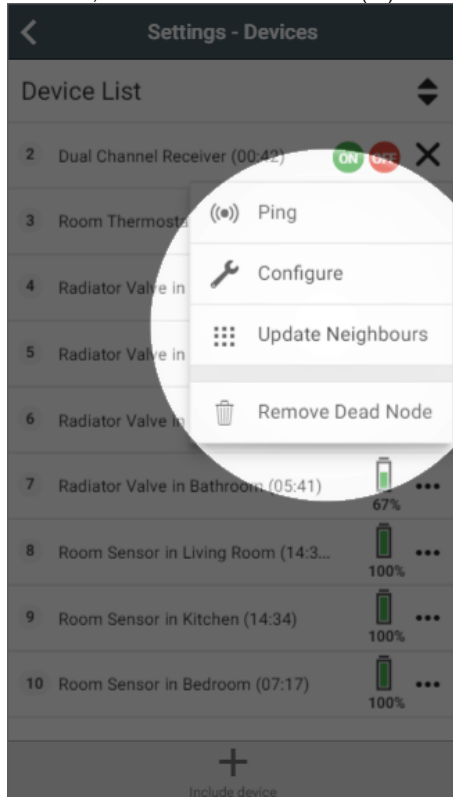 Settings - Devices
Device List
2 Dual Channel Receiver (00:42) ON OFF
((•)) Ping
3 Room Thermosta
Configure
4 Radiator Valve in
Update Neighbours
5 Radiator Valve in
Remove Dead Node
6 Radiator Valve in
7 Radiator Valve in Bathroom (05:41)
67%
8 Room Sensor in Living Room (14:3...
100%
9 Room Sensor in Kitchen (14:34)
100%
10 Room Sensor in Bedroom (07:17)
100%
Include device